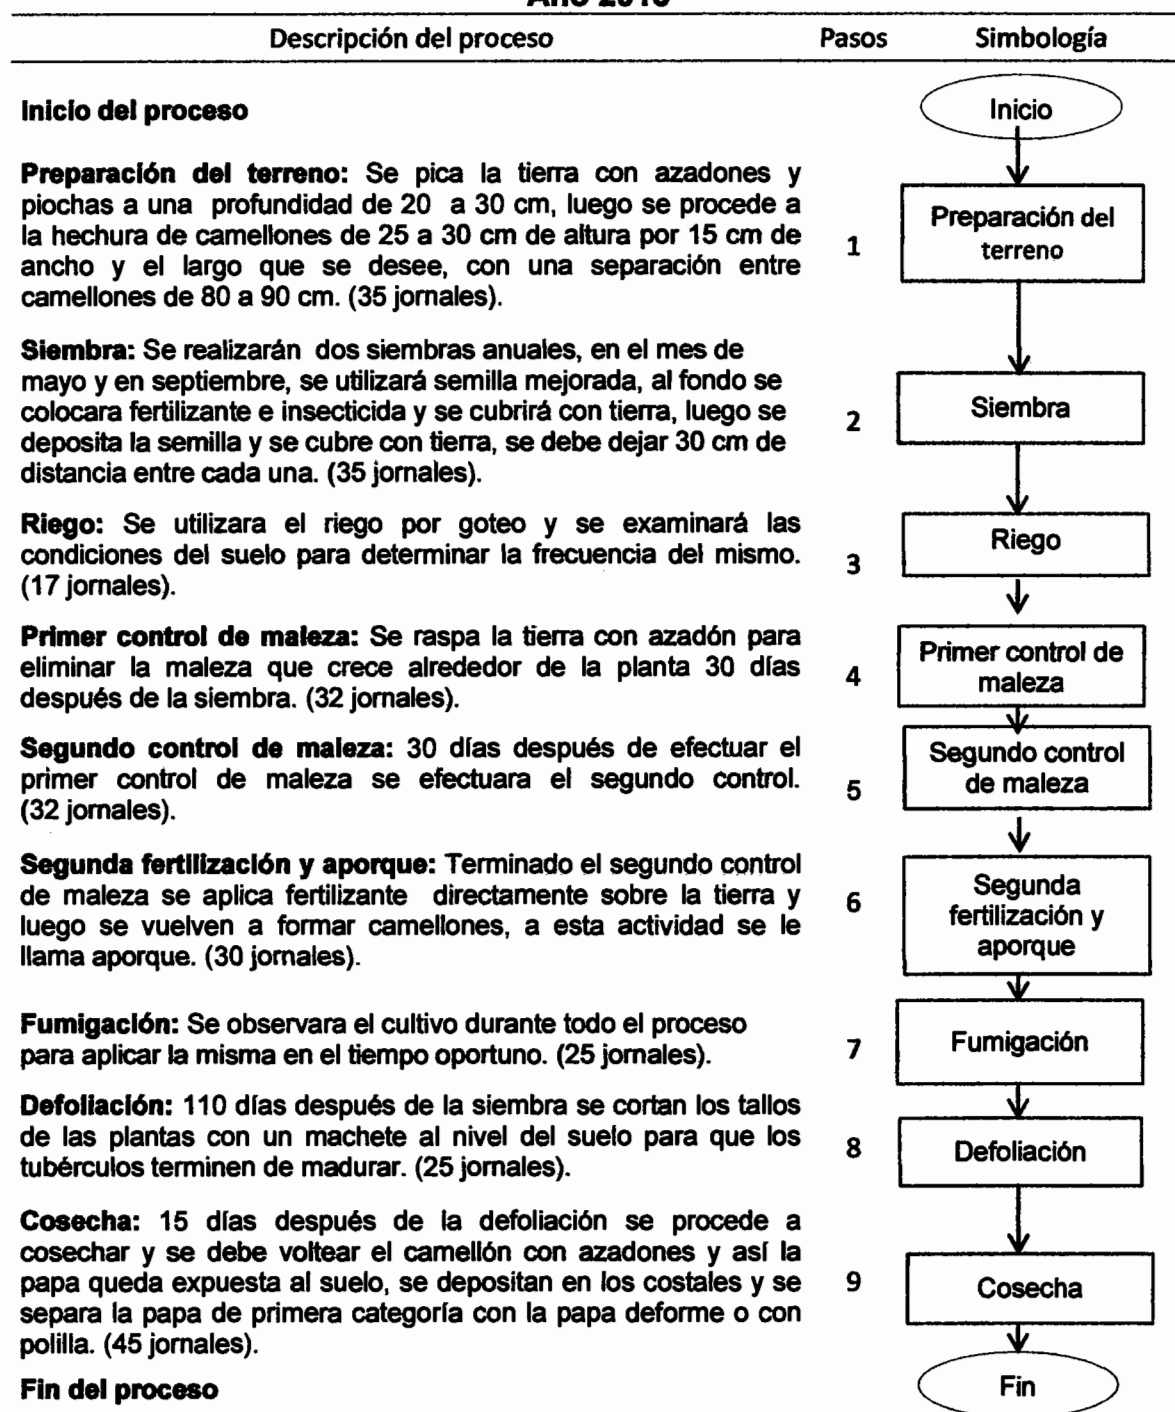 Descripción del proceso Pasos Simbología
Inicio del proceso Inicio
Preparación del terreno: Se pica la tierra con azadones y
piochas a una profundidad de 20 a 30 cm, luego se procede a
la hechura de camellones de 25 a 30 cm de altura por 15 cm de
ancho y el largo que se desee, con una separación entre
camellones de 80 a 90 cm. (35 jornales).
1
Preparación del
terreno
Siembra: Se realizarán dos siembras anuales, en el mes de
mayo y en septiembre, se utilizará semilla mejorada, al fondo se
colocara fertilizante e insecticida y se cubrirá con tierra, luego se
deposita la semilla y se cubre con tierra, se debe dejar 30 cm de
distancia entre cada una. (35 jornales).
2
Siembra
Riego: Se utilizara el riego por goteo y se examinará las
condiciones del suelo para determinar la frecuencia del mismo.
(17 jornales).
3
Riego
Primer control de maleza: Se raspa la tierra con azadón para
eliminar la maleza que crece alrededor de la planta 30 días
después de la siembra. (32 jornales).
4
Primer control de
maleza
Segundo control de maleza: 30 días después de efectuar el
primer control de maleza se efectuara el segundo control.
(32 jornales).
5
Segundo control
de maleza
Segunda fertilización y aporque: Terminado el segundo control
de maleza se aplica fertilizante directamente sobre la tierra y
luego se vuelven a formar camellones, a esta actividad se le
llama aporque. (30 jornales).
6
Segunda
fertilización y
aporque
Fumigación: Se observara el cultivo durante todo el proceso
para aplicar la misma en el tiempo oportuno. (25 jornales).
7
Fumigación
Defoliación: 110 días después de la siembra se cortan los tallos
de las plantas con un machete al nivel del suelo para que los
tubérculos terminen de madurar. (25 jornales).
8
Defoliación
Cosecha: 15 días después de la defoliación se procede a
cosechar y se debe voltear el camellón con azadones y así la
papa queda expuesta al suelo, se depositan en los costales y se
separa la papa de primera categoría con la papa deforme o con
polilla. (45 jornales).
9
Cosecha
Fin del proceso Fin